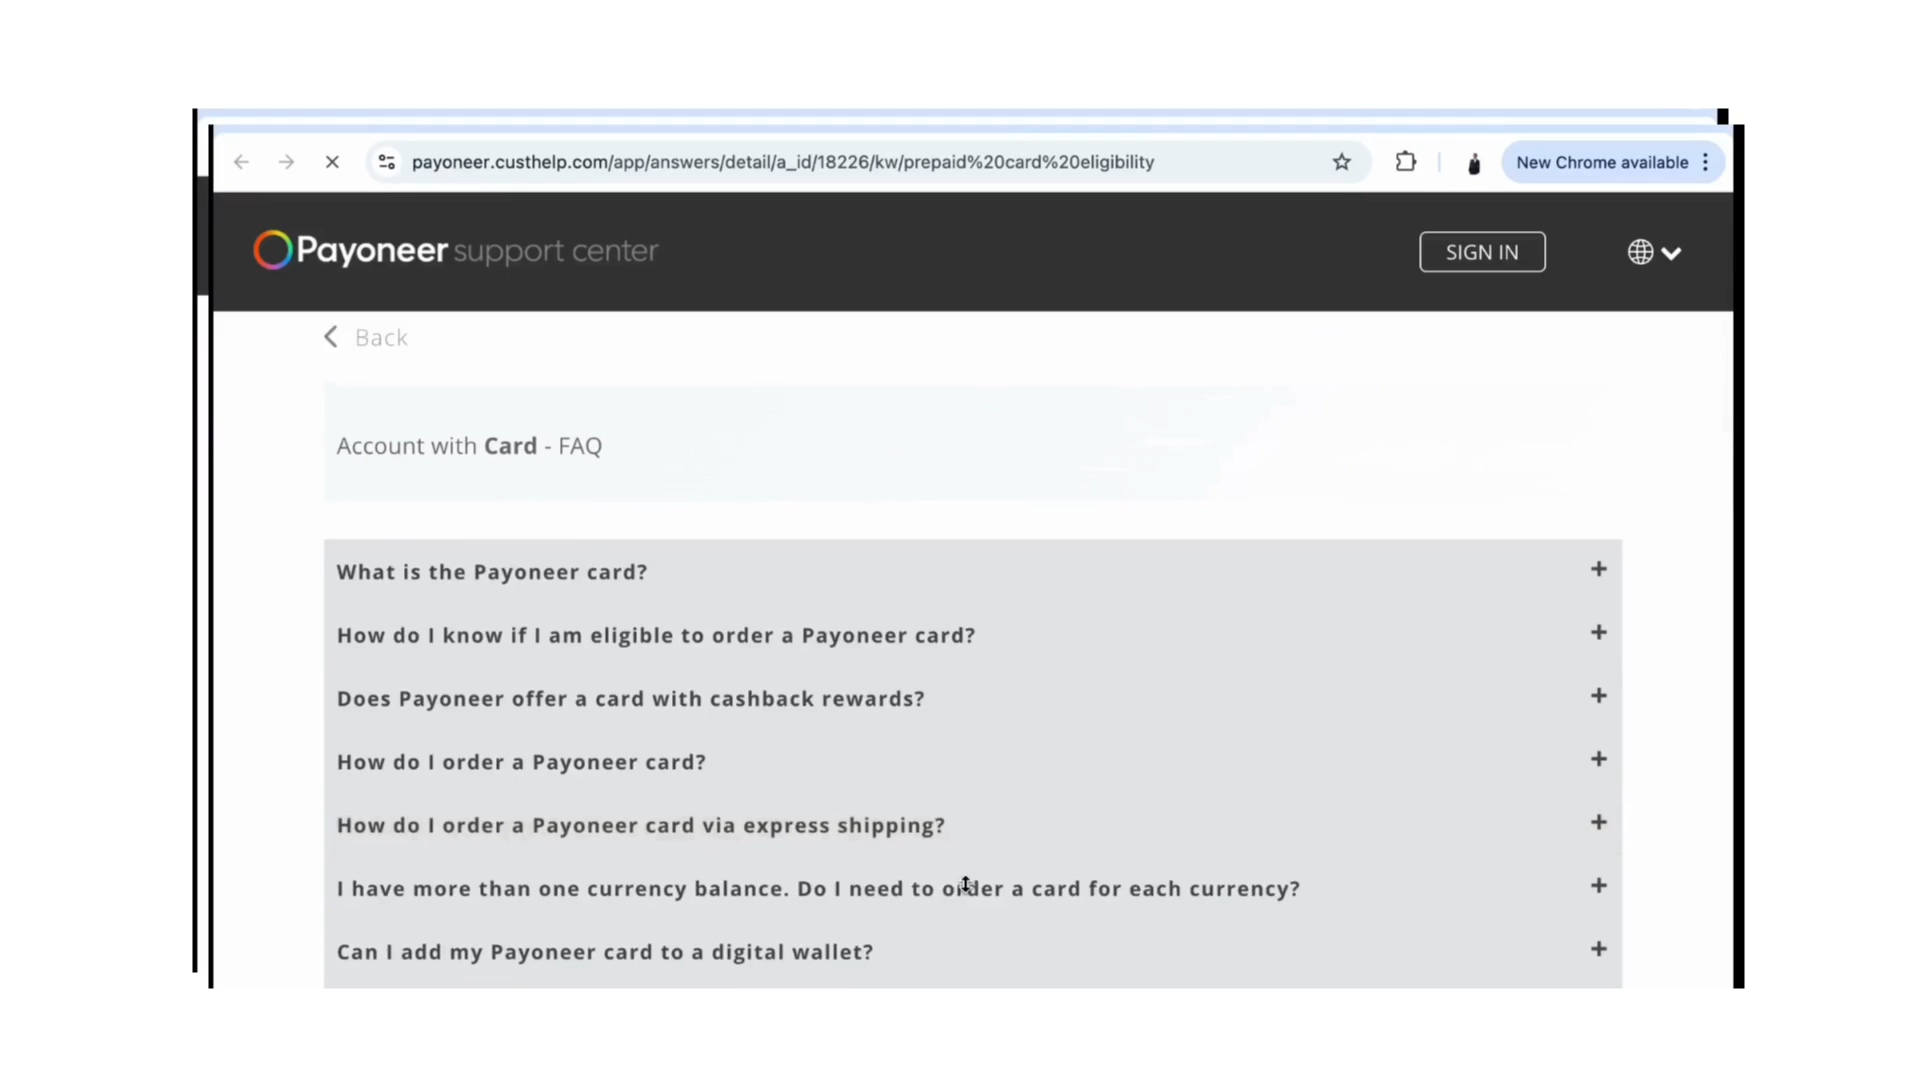 payoneer.custhelp.com/app/answers/detail/a_id/18226/kw/prepaid%20card%20eligibility
New Chrome available
Payoneer support center
SIGN IN
Back
Account with Card - FAQ
What is the Payoneer card?
How do I know if I am eligible to order a Payoneer card?
Does Payoneer offer a card with cashback rewards?
How do I order a Payoneer card?
How do I order a Payoneer card via express shipping?
I have more than one currency balance. Do I need to order a card for each currency?
Can I add my Payoneer card to a digital wallet?